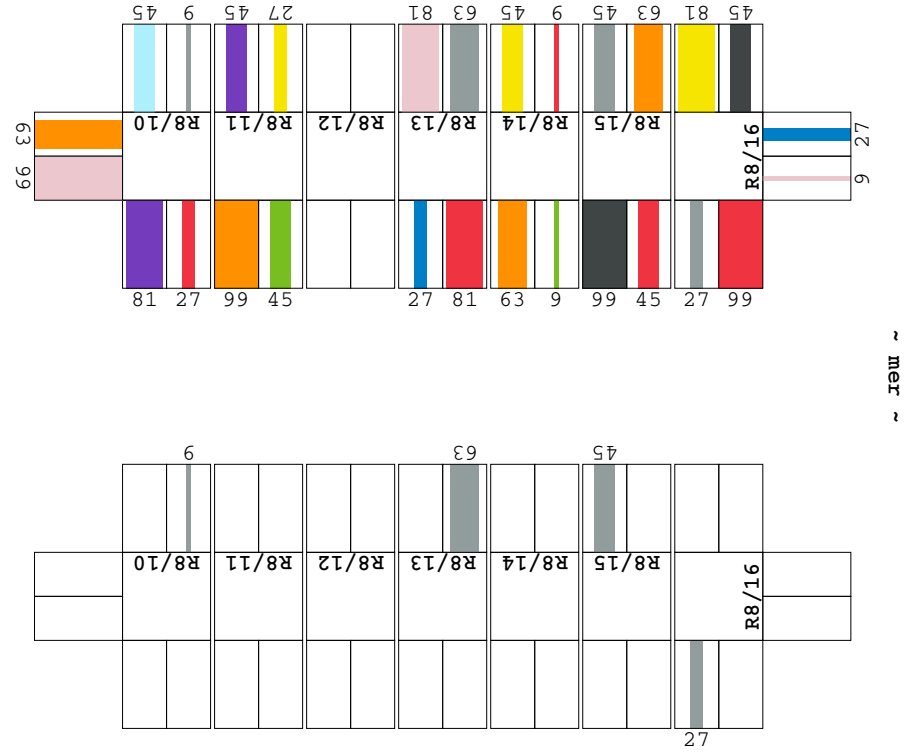 45 9 45 27 81 63 45 9 45 63 81 45
R8/10 R8/11 R8/12 R8/13 R8/14 R8/15 R8/16
63 27
99 9
81 27 99 45 27 81 63 9 99 45 27 99
~ mer ~
9 63 45
R8/10 R8/11 R8/12 R8/13 R8/14 R8/15 R8/16
27